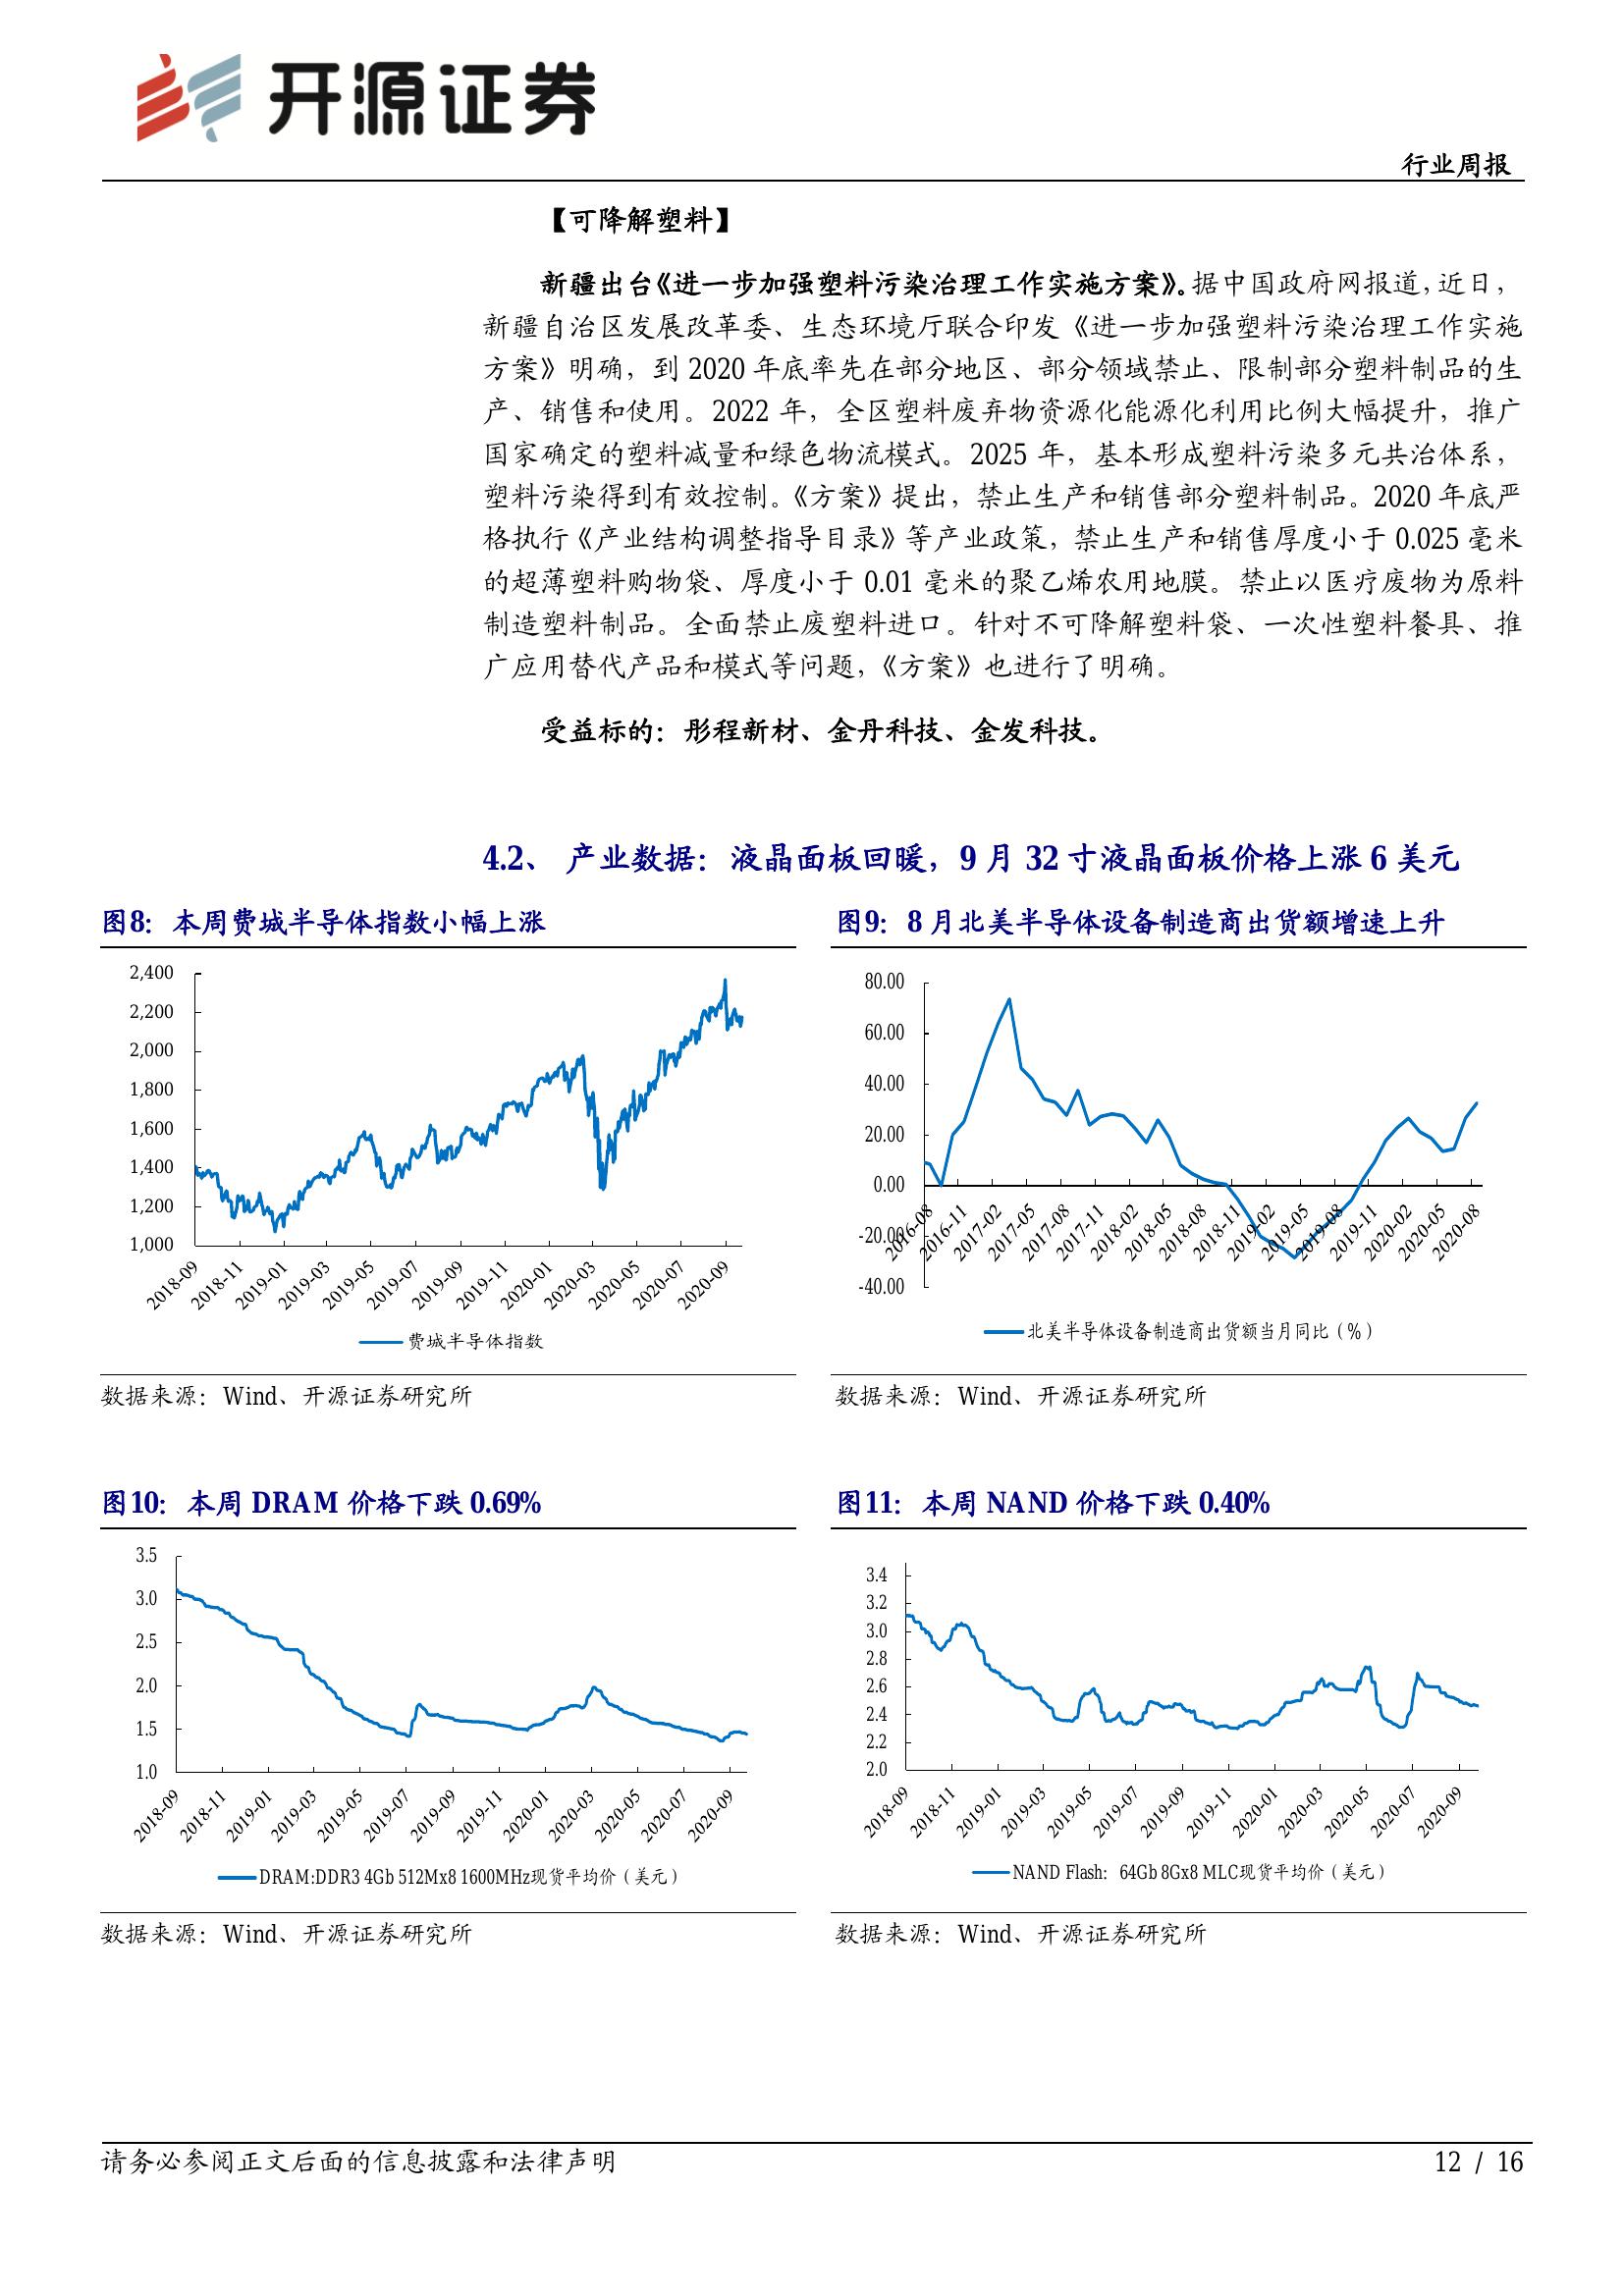 开源证券
行业周报
【可降解塑料】
新疆出台《进一步加强塑料污染治理工作实施方案》。据中国政府网报道，近日，
新疆自治区发展改革委、生态环境厅联合印发《进一步加强塑料污染治理工作实施
方案》明确，到 2020 年底率先在部分地区、部分领域禁止、限制部分塑料制品的生
产、销售和使用。2022 年，全区塑料废弃物资源化能源化利用比例大幅提升，推广
国家确定的塑料减量和绿色物流模式。2025 年，基本形成塑料污染多元共治体系，
塑料污染得到有效控制。《方案》提出，禁止生产和销售部分塑料制品。2020 年底严
格执行《产业结构调整指导目录》等产业政策，禁止生产和销售厚度小于 0.025 毫米
的超薄塑料购物袋、厚度小于 0.01 毫米的聚乙烯农用地膜。禁止以医疗废物为原料
制造塑料制品。全面禁止废塑料进口。针对不可降解塑料袋、一次性塑料餐具、推
广应用替代产品和模式等问题，《方案》也进行了明确。
受益标的：彤程新材、金丹科技、金发科技。
4.2、 产业数据：液晶面板回暖，9 月 32 寸液晶面板价格上涨 6 美元
图8： 本周费城半导体指数小幅上涨
2,400
2,200
2,000
1,800
1,600
1,400
1,200
1,000
2018-09 2018-11 2019-01 2019-03 2019-05 2019-07 2019-09 2019-11 2020-01 2020-03 2020-05 2020-07 2020-09
费城半导体指数
数据来源：Wind、开源证券研究所
图9： 8 月北美半导体设备制造商出货额增速上升
80.00
60.00
40.00
20.00
0.00
-20.00
-40.00
2016-08 2016-11 2017-02 2017-05 2017-08 2017-11 2018-02 2018-05 2018-08 2018-11 2019-02 2019-05 2019-08 2019-11 2020-02 2020-05 2020-08
北美半导体设备制造商出货额当月同比（%）
数据来源：Wind、开源证券研究所
图10： 本周 DRAM 价格下跌 0.69%
3.5
3.0
2.5
2.0
1.5
1.0
2018-09 2018-11 2019-01 2019-03 2019-05 2019-07 2019-09 2019-11 2020-01 2020-03 2020-05 2020-07 2020-09
DRAM:DDR3 4Gb 512Mx8 1600MHz现货平均价（美元）
数据来源：Wind、开源证券研究所
图11： 本周 NAND 价格下跌 0.40%
3.4
3.2
3.0
2.8
2.6
2.4
2.2
2.0
2018-09 2018-11 2019-01 2019-03 2019-05 2019-07 2019-09 2019-11 2020-01 2020-03 2020-05 2020-07 2020-09
NAND Flash：64Gb 8Gx8 MLC现货平均价（美元）
数据来源：Wind、开源证券研究所
请务必参阅正文后面的信息披露和法律声明
12 / 16